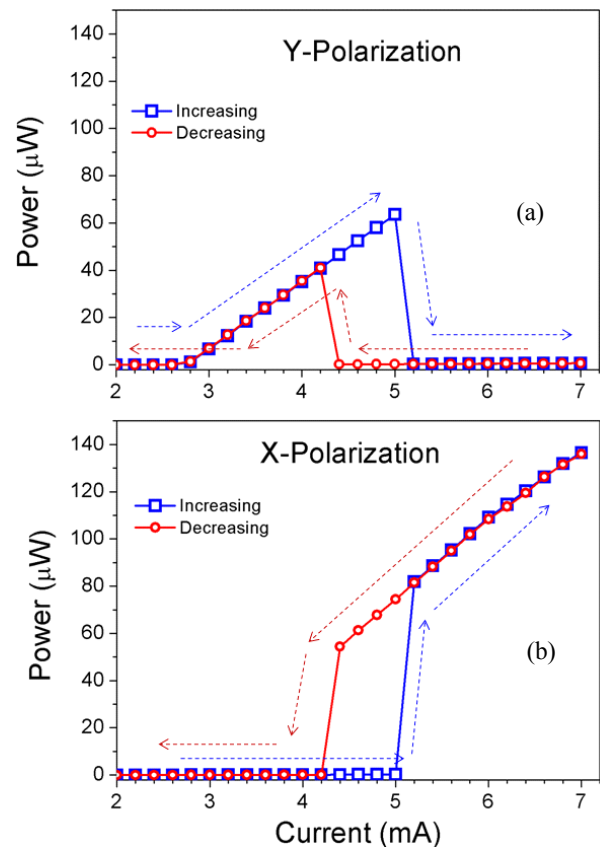 Y-Polarization
Increasing
Decreasing
(a)
Power (μW)
140
120
100
80
60
40
20
0
2 3 4 5 6 7
X-Polarization
Increasing
Decreasing
(b)
Power (μW)
140
120
100
80
60
40
20
0
2 3 4 5 6 7
Current (mA)